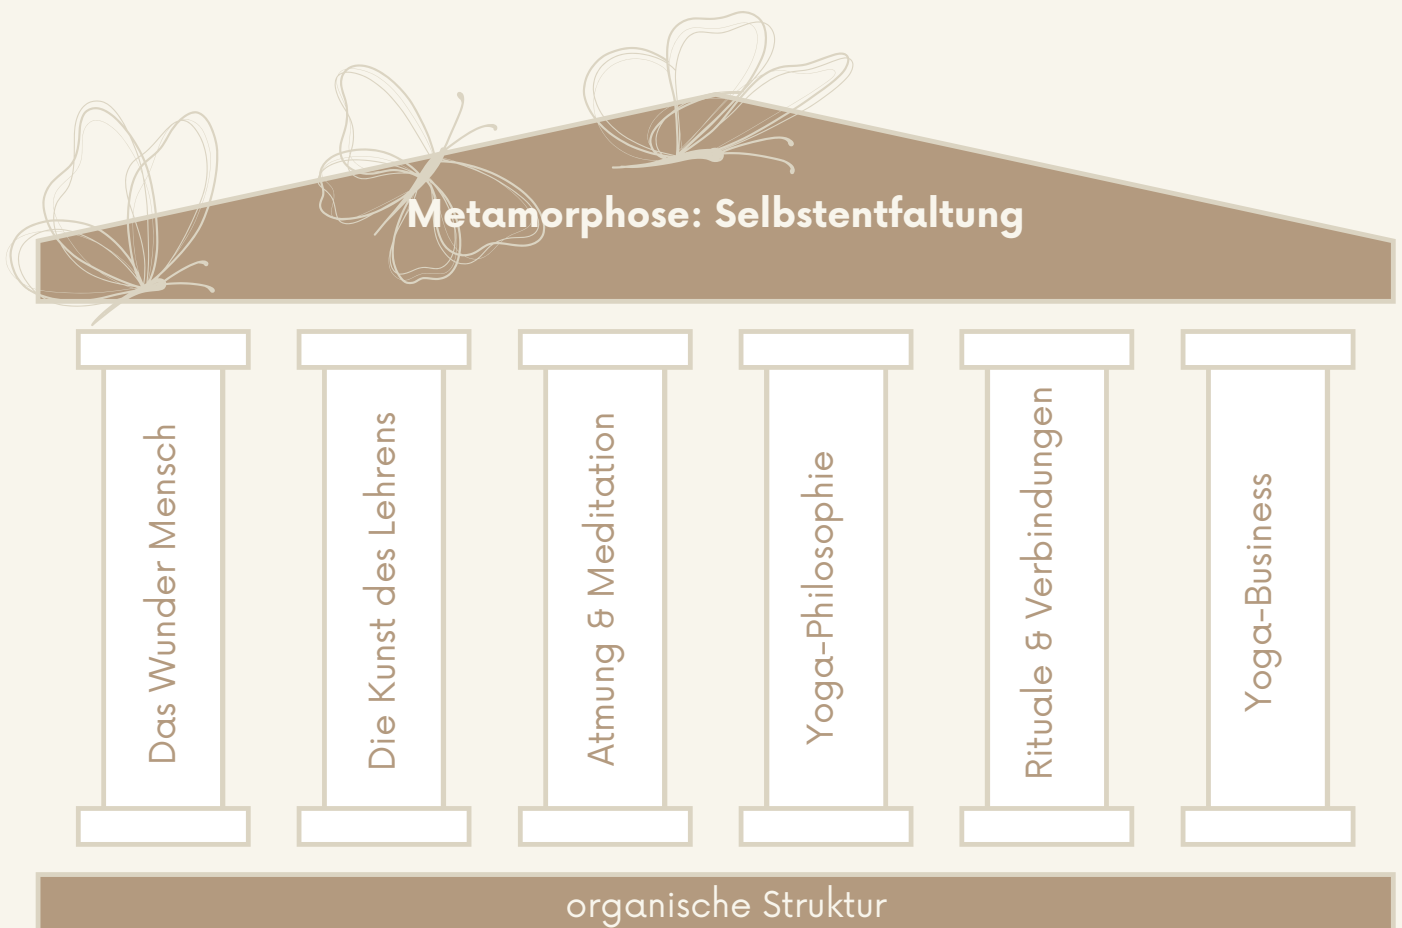 Metamorphose: Selbstentfaltung
Das Wunder Mensch
Die Kunst des Lehrens
Atmung & Meditation
Yoga-Philosophie
Rituale & Verbindungen
Yoga-Business
organische Struktur